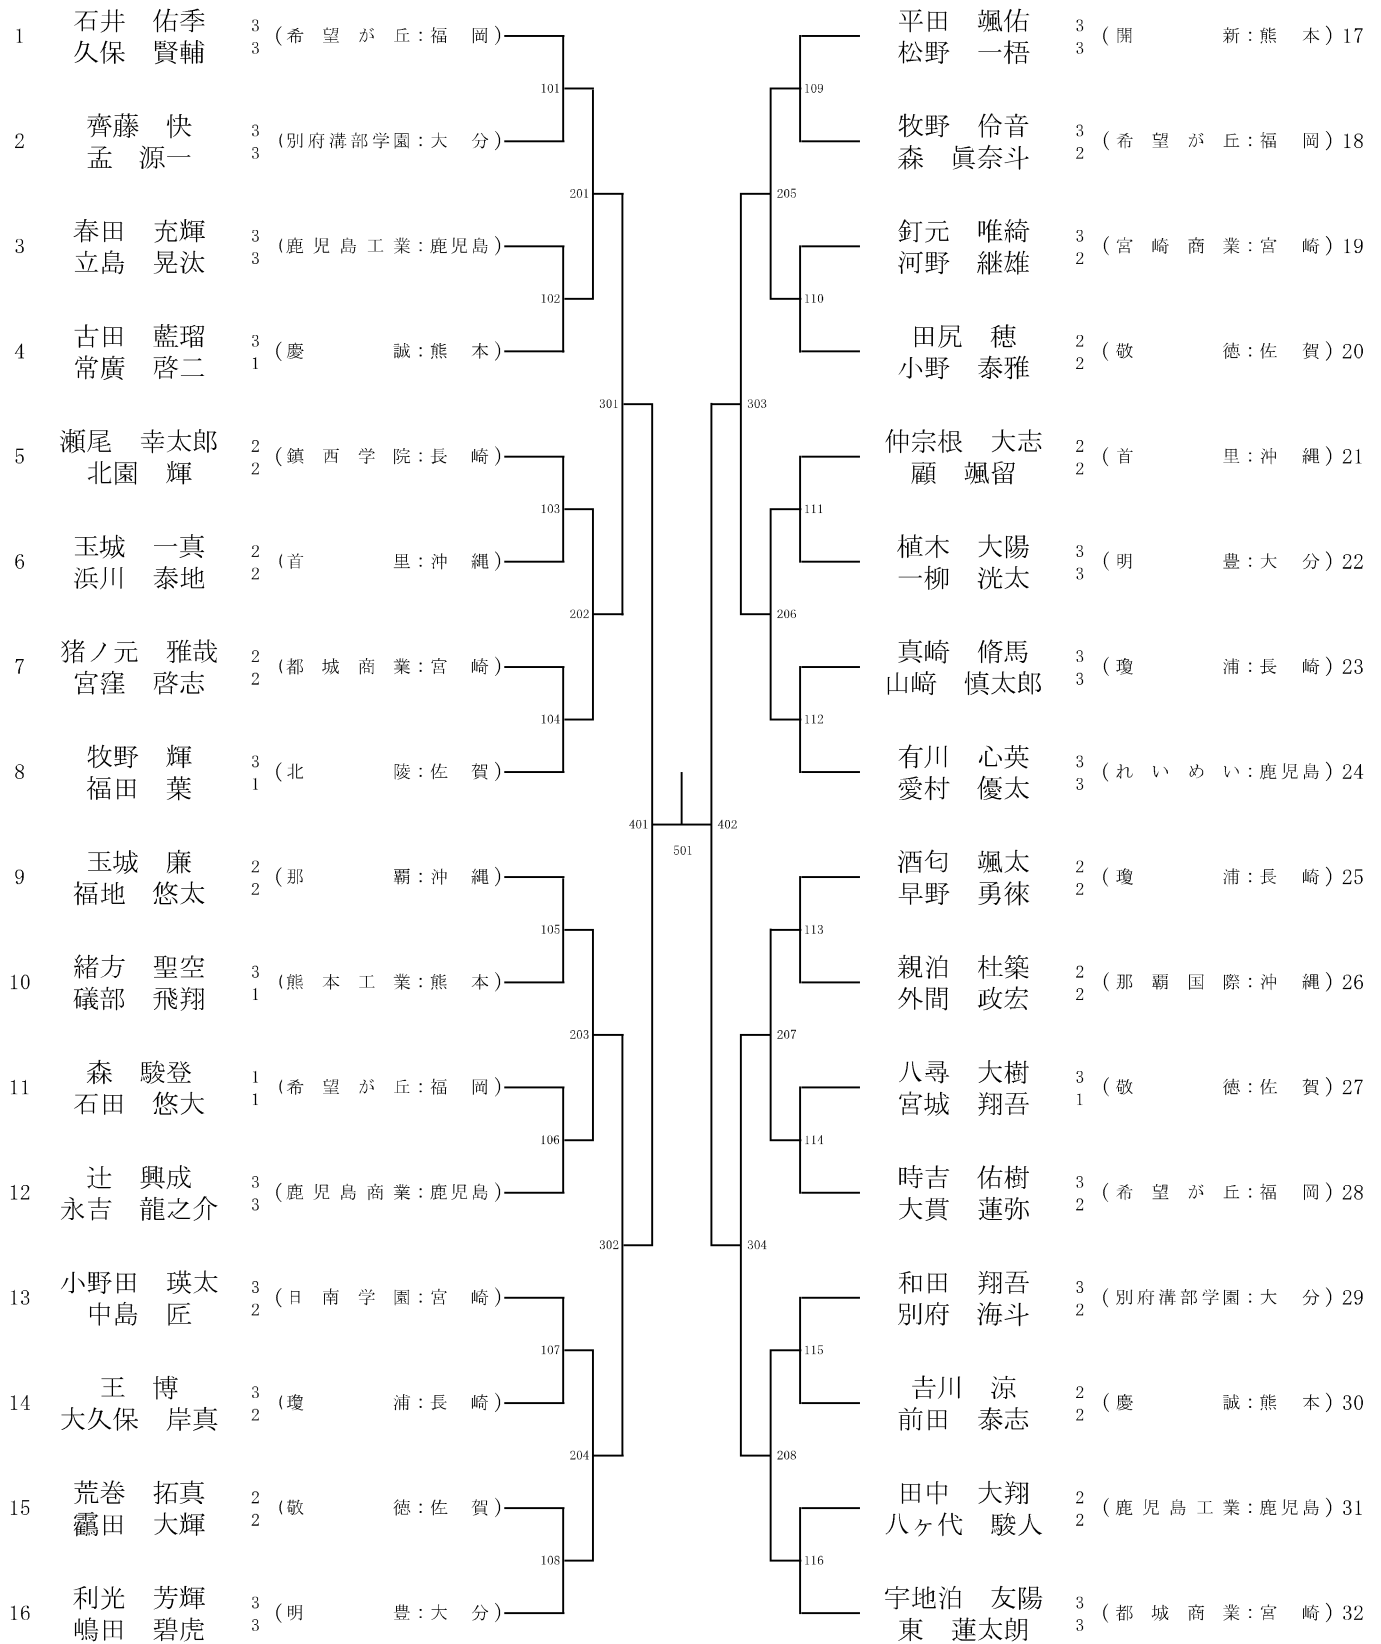 1 石井　佑季 3 (希望が丘：福岡)
久保　賢輔 3
101
2 齊藤　快 3 (別府溝部学園：大分)
孟　源一 3
201
3 春田　充輝 3 (鹿児島工業：鹿児島)
立島　晃汰 3
102
4 古田　藍瑠 3 (慶誠：熊本)
常廣　啓二 1
301
5 瀬尾　幸太郎 2 (鎮西学院：長崎)
北園　輝 2
103
6 玉城　一真 2 (首里：沖縄)
浜川　泰地 2
202
7 猪ノ元　雅哉 2 (都城商業：宮崎)
宮窪　啓志 2
104
8 牧野　輝 3 (北陵：佐賀)
福田　葉 1
401
9 玉城　廉 2 (那覇：沖縄)
福地　悠太 2
105
10 緒方　聖空 3 (熊本工業：熊本)
礒部　飛翔 1
203
11 森　駿登 1 (希望が丘：福岡)
石田　悠大 1
106
12 辻　興成 3 (鹿児島商業：鹿児島)
永吉　龍之介 3
302
13 小野田　瑛太 3 (日南学園：宮崎)
中島　匠 2
107
14 王　博 3 (瓊浦：長崎)
大久保　岸真 2
204
15 荒巻　拓真 2 (敬徳：佐賀)
靍田　大輝 2
108
16 利光　芳輝 3 (明豊：大分)
嶋田　碧虎 3
501
平田　颯佑 3 (開新：熊本) 17
松野　一梧 3
109
牧野　伶音 3 (希望が丘：福岡) 18
森　眞奈斗 2
205
釘元　唯綺 3 (宮崎商業：宮崎) 19
河野　継雄 2
110
田尻　穂 2 (敬徳：佐賀) 20
小野　泰雅 2
303
仲宗根　大志 2 (首里：沖縄) 21
顧　颯留 2
111
植木　大陽 3 (明豊：大分) 22
一柳　洸太 3
206
真崎　脩馬 3 (瓊浦：長崎) 23
山﨑　慎太郎 3
112
有川　心英 3 (れいめい：鹿児島) 24
愛村　優太 3
402
酒匂　颯太 2 (瓊浦：長崎) 25
早野　勇徠 2
113
親泊　杜築 2 (那覇国際：沖縄) 26
外間　政宏 2
207
八尋　大樹 3 (敬徳：佐賀) 27
宮城　翔吾 1
114
時吉　佑樹 3 (希望が丘：福岡) 28
大貫　蓮弥 2
304
和田　翔吾 3 (別府溝部学園：大分) 29
別府　海斗 2
115
𠮷川　涼 2 (慶誠：熊本) 30
前田　泰志 2
208
田中　大翔 2 (鹿児島工業：鹿児島) 31
八ヶ代　駿人 2
116
宇地泊　友陽 3 (都城商業：宮崎) 32
東　蓮太朗 3